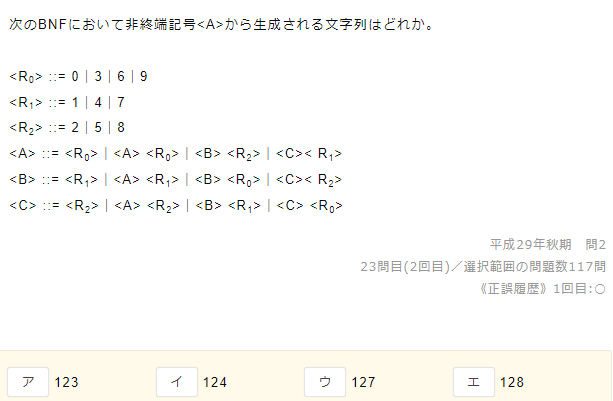 次のBNFにおいて非終端記号<A>から生成される文字列はどれか。
<R₀> ::= 0｜3｜6｜9
<R₁> ::= 1｜4｜7
<R₂> ::= 2｜5｜8
<A> ::= <R₀>｜<A> <R₀>｜<B> <R₂>｜<C>< R₁>
<B> ::= <R₁>｜<A> <R₁>｜<B> <R₀>｜<C>< R₂>
<C> ::= <R₂>｜<A> <R₂>｜<B> <R₁>｜<C> <R₀>
平成29年秋期 問2
23問目(2回目)／選択範囲の問題数117問
《正誤履歴》1回目:○
ア 123 イ 124 ウ 127 エ 128